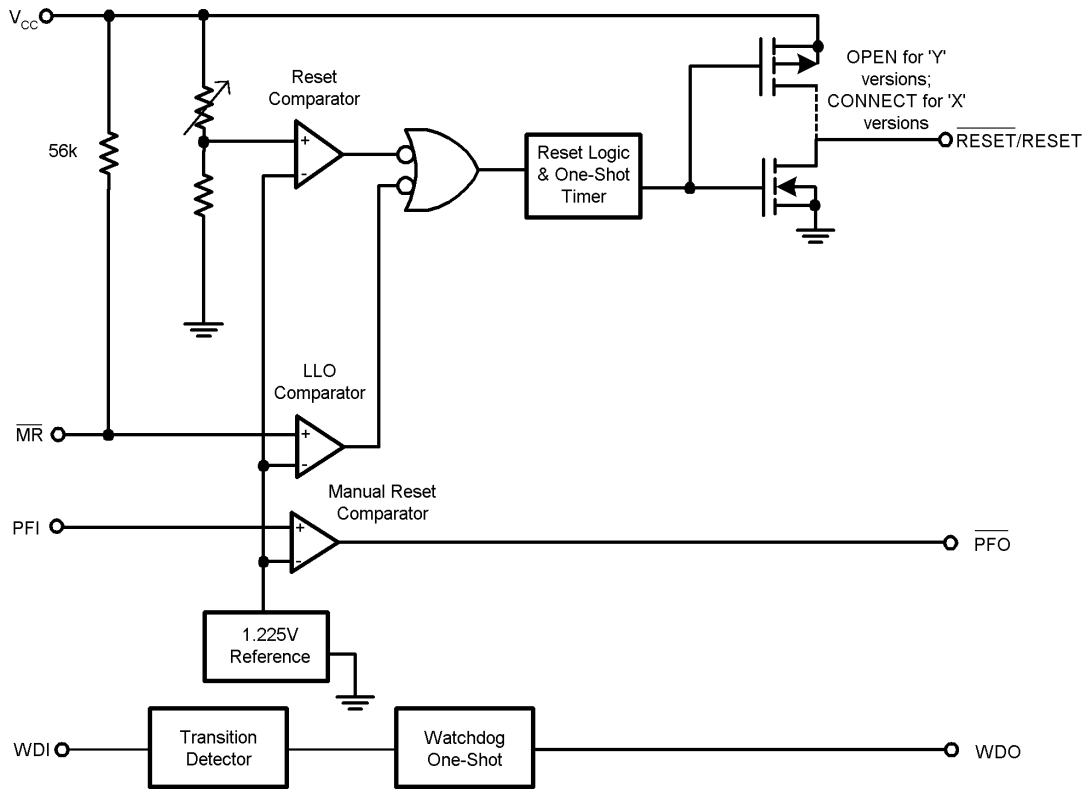 VCC
Reset
Comparator
OPEN for 'Y'
versions;
CONNECT for 'X'
versions
56k
+
-
Reset Logic
& One-Shot
Timer
RESET/RESET
LLO
Comparator
MR
+
-
Manual Reset
Comparator
PFI
+
-
PFO
1.225V
Reference
WDI
Transition
Detector
Watchdog
One-Shot
WDO